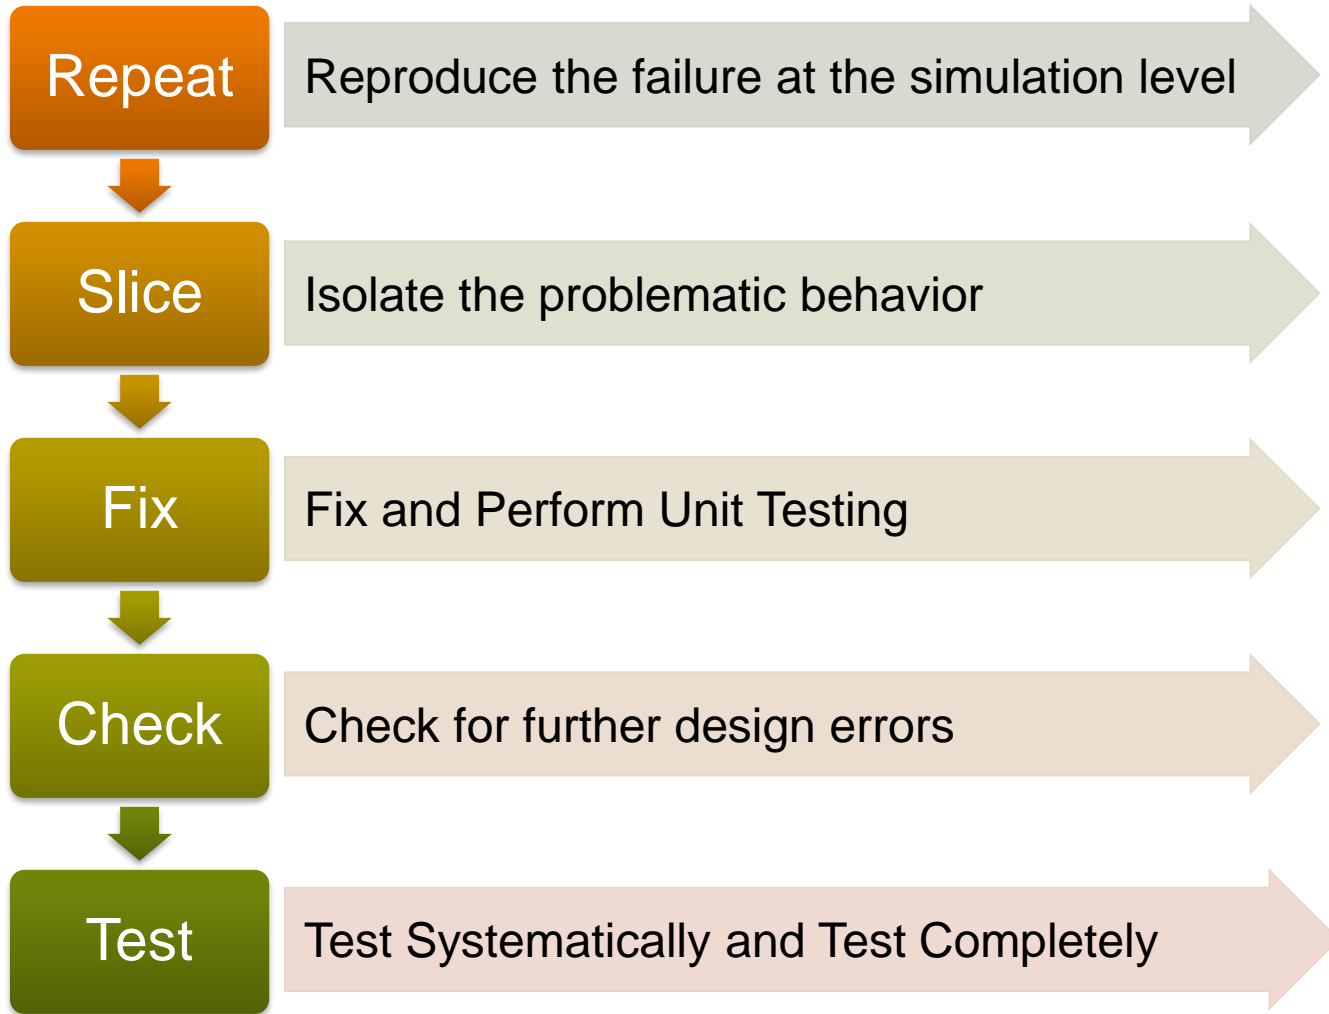 Repeat
Reproduce the failure at the simulation level
Slice
Isolate the problematic behavior
Fix
Fix and Perform Unit Testing
Check
Check for further design errors
Test
Test Systematically and Test Completely